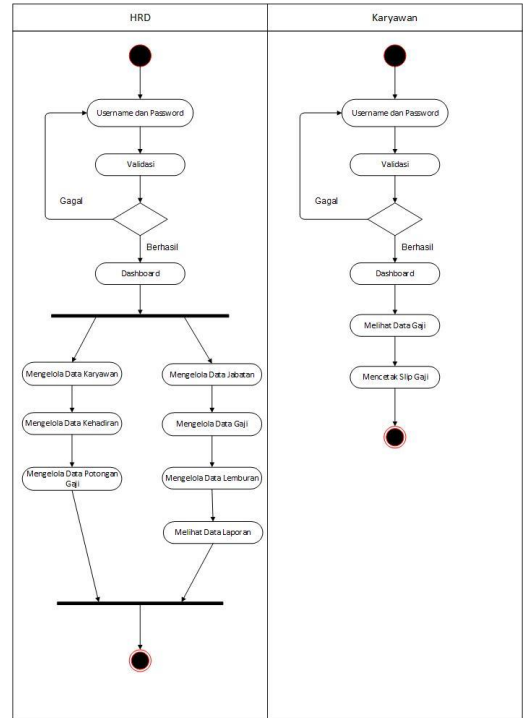 HRD
Karyawan
Username dan Password
Validasi
Gagal
Berhasil
Dashboard
Mengelola Data Karyawan
Mengelola Data Jabatan
Mengelola Data Kehadiran
Mengelola Data Gaji
Mengelola Data Potongan
Gaji
Mengelola Data Lemburan
Melihat Data Laporan
Username dan Password
Validasi
Gagal
Berhasil
Dashboard
Melihat Data Gaji
Mencetak Slip Gaji